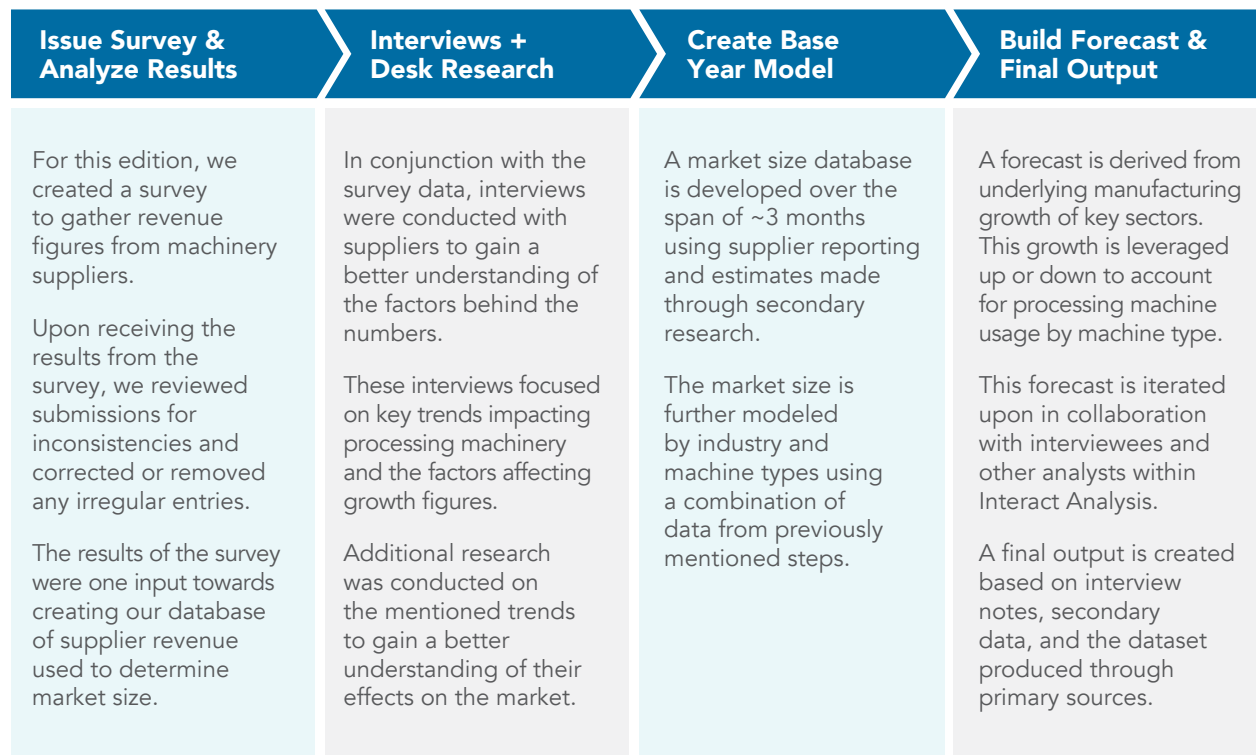 Issue Survey &
Analyze Results
For this edition, we
created a survey
to gather revenue
figures from machinery
suppliers.
Upon receiving the
results from the
survey, we reviewed
submissions for
inconsistencies and
corrected or removed
any irregular entries.
The results of the survey
were one input towards
creating our database
of supplier revenue
used to determine
market size.
Interviews +
Desk Research
In conjunction with the
survey data, interviews
were conducted with
suppliers to gain a
better understanding of
the factors behind the
numbers.
These interviews focused
on key trends impacting
processing machinery
and the factors affecting
growth figures.
Additional research
was conducted on
the mentioned trends
to gain a better
understanding of their
effects on the market.
Create Base
Year Model
A market size database
is developed over the
span of ~3 months
using supplier reporting
and estimates made
through secondary
research.
The market size is
further modeled
by industry and
machine types using
a combination of
data from previously
mentioned steps.
Build Forecast &
Final Output
A forecast is derived from
underlying manufacturing
growth of key sectors.
This growth is leveraged
up or down to account
for processing machine
usage by machine type.
This forecast is iterated
upon in collaboration
with interviewees and
other analysts within
Interact Analysis.
A final output is created
based on interview
notes, secondary
data, and the dataset
produced through
primary sources.